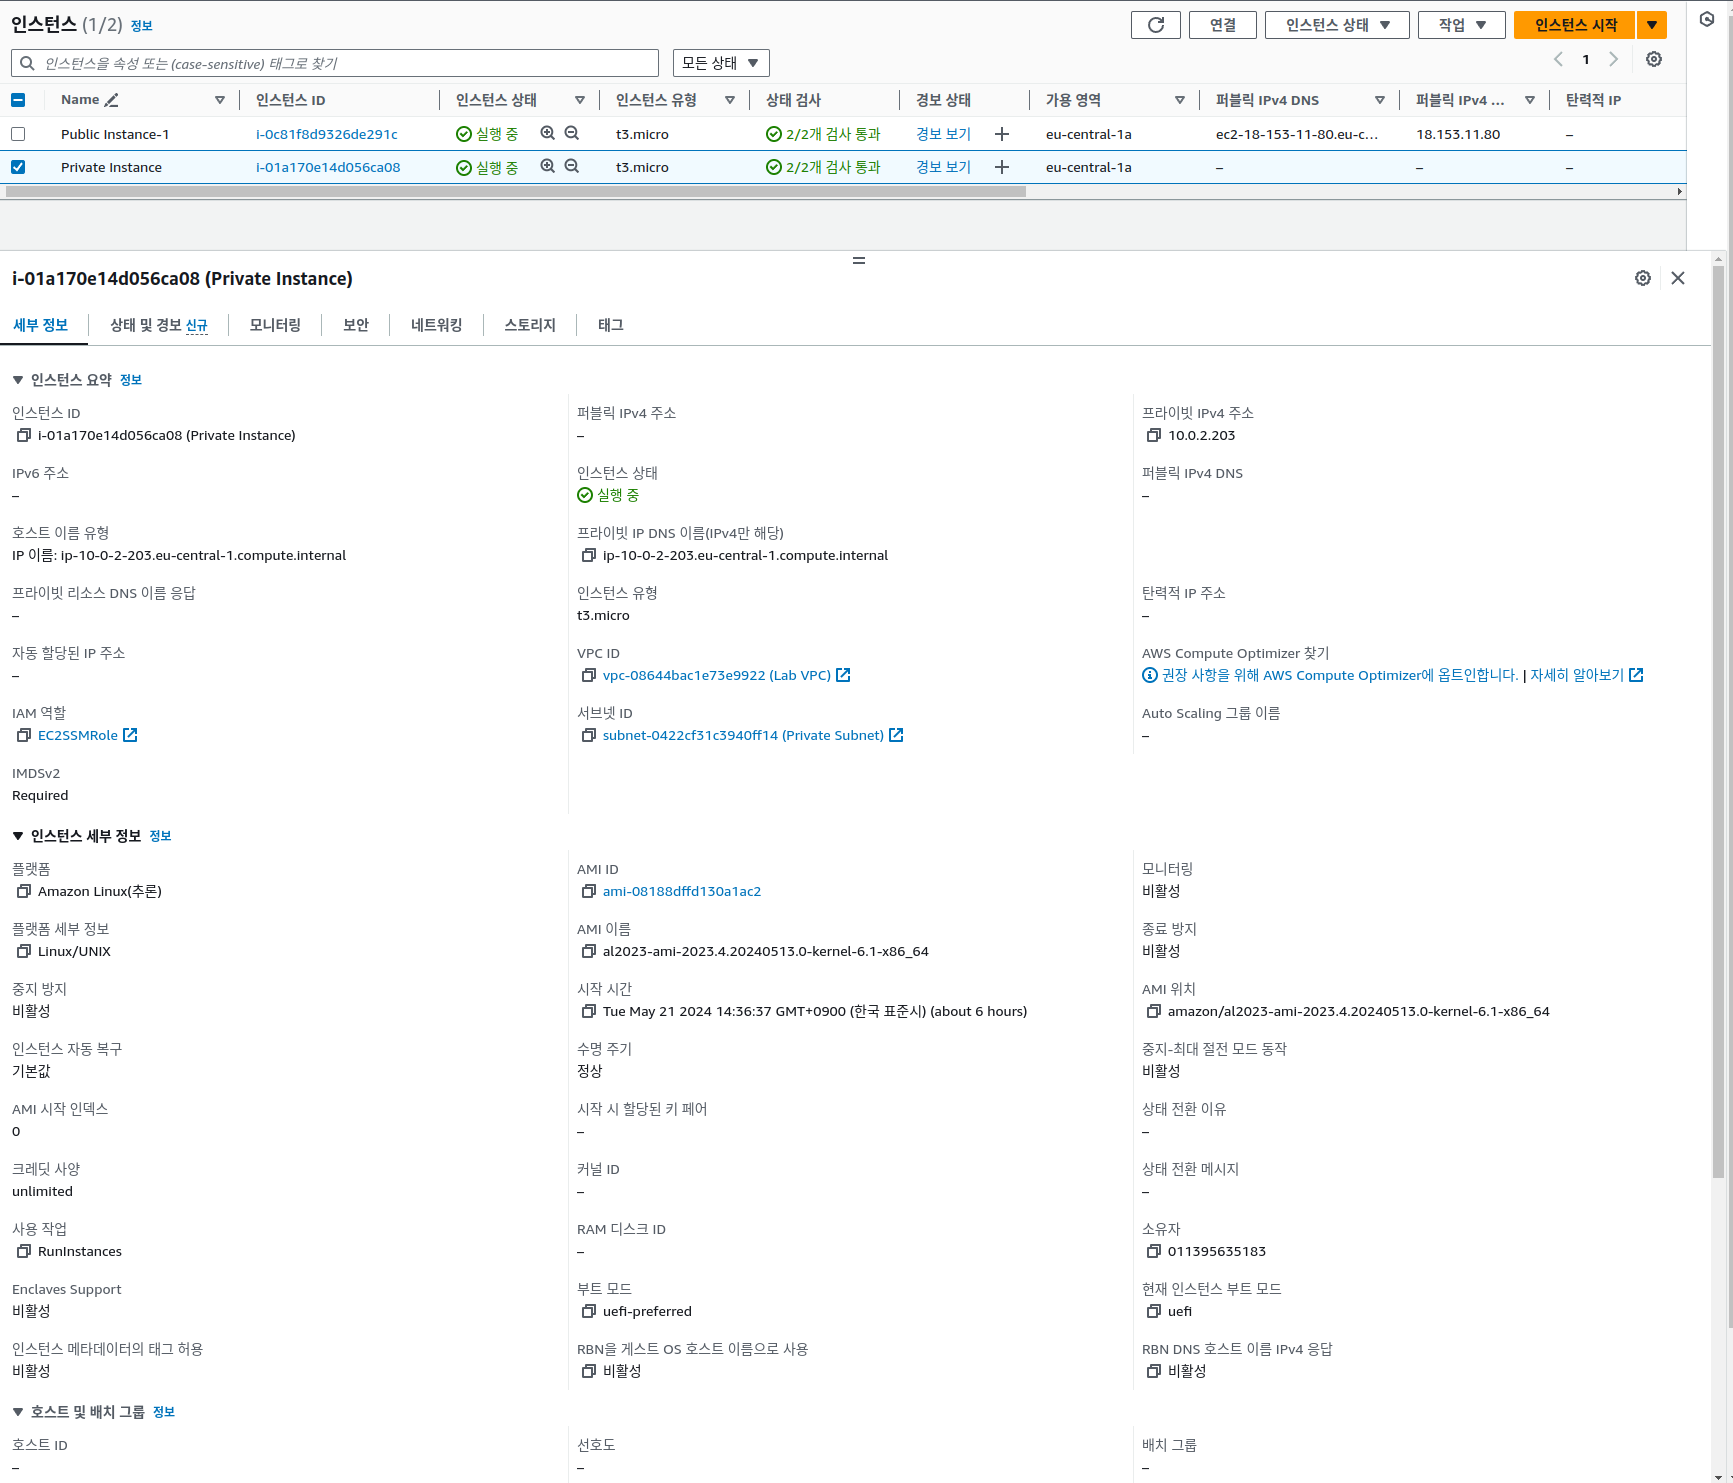 인스턴스 (1/2) 정보
연결
인스턴스 상태
작업
인스턴스 시작
인스턴스을 속성 또는 (case-sensitive) 태그로 찾기
모든 상태
1
Name 인스턴스 ID 인스턴스 상태 인스턴스 유형 상태 검사 경보 상태 가용 영역 퍼블릭 IPv4 DNS 퍼블릭 IPv4 ... 탄력적 IP
Public Instance-1 i-0c81f8d9326de291c 실행 중 t3.micro 2/2개 검사 통과 경보 보기 + eu-central-1a ec2-18-153-11-80.eu-c... 18.153.11.80 –
Private Instance i-01a170e14d056ca08 실행 중 t3.micro 2/2개 검사 통과 경보 보기 + eu-central-1a – – –
i-01a170e14d056ca08 (Private Instance)
세부 정보 상태 및 경보 신규 모니터링 보안 네트워킹 스토리지 태그
인스턴스 요약 정보
인스턴스 ID 퍼블릭 IPv4 주소 프라이빗 IPv4 주소
i-01a170e14d056ca08 (Private Instance) – 10.0.2.203
IPv6 주소 인스턴스 상태 퍼블릭 IPv4 DNS
– 실행 중 –
호스트 이름 유형 프라이빗 IP DNS 이름(IPv4만 해당)
IP 이름: ip-10-0-2-203.eu-central-1.compute.internal ip-10-0-2-203.eu-central-1.compute.internal
프라이빗 리소스 DNS 이름 응답 인스턴스 유형 탄력적 IP 주소
– t3.micro –
자동 할당된 IP 주소 VPC ID AWS Compute Optimizer 찾기
– vpc-08644bac1e73e9922 (Lab VPC) 권장 사항을 위해 AWS Compute Optimizer에 옵트인합니다. | 자세히 알아보기
IAM 역할 서브넷 ID Auto Scaling 그룹 이름
EC2SSMRole subnet-0422cf31c3940ff14 (Private Subnet) –
IMDSv2
Required
인스턴스 세부 정보 정보
플랫폼 AMI ID 모니터링
Amazon Linux(추론) ami-08188dffd130a1ac2 비활성
플랫폼 세부 정보 AMI 이름 종료 방지
Linux/UNIX al2023-ami-2023.4.20240513.0-kernel-6.1-x86_64 비활성
중지 방지 시작 시간 AMI 위치
비활성 Tue May 21 2024 14:36:37 GMT+0900 (한국 표준시) (about 6 hours) amazon/al2023-ami-2023.4.20240513.0-kernel-6.1-x86_64
인스턴스 자동 복구 수명 주기 중지-최대 절전 모드 동작
기본값 정상 비활성
AMI 시작 인덱스 시작 시 할당된 키 페어 상태 전환 이유
0 – –
크레딧 사양 커널 ID 상태 전환 메시지
unlimited – –
사용 작업 RAM 디스크 ID 소유자
RunInstances – 011395635183
Enclaves Support 부트 모드 현재 인스턴스 부트 모드
비활성 uefi-preferred uefi
인스턴스 메타데이터의 태그 허용 RBN을 게스트 OS 호스트 이름으로 사용 RBN DNS 호스트 이름 IPv4 응답
비활성 비활성 비활성
호스트 및 배치 그룹 정보
호스트 ID 선호도 배치 그룹
– – –